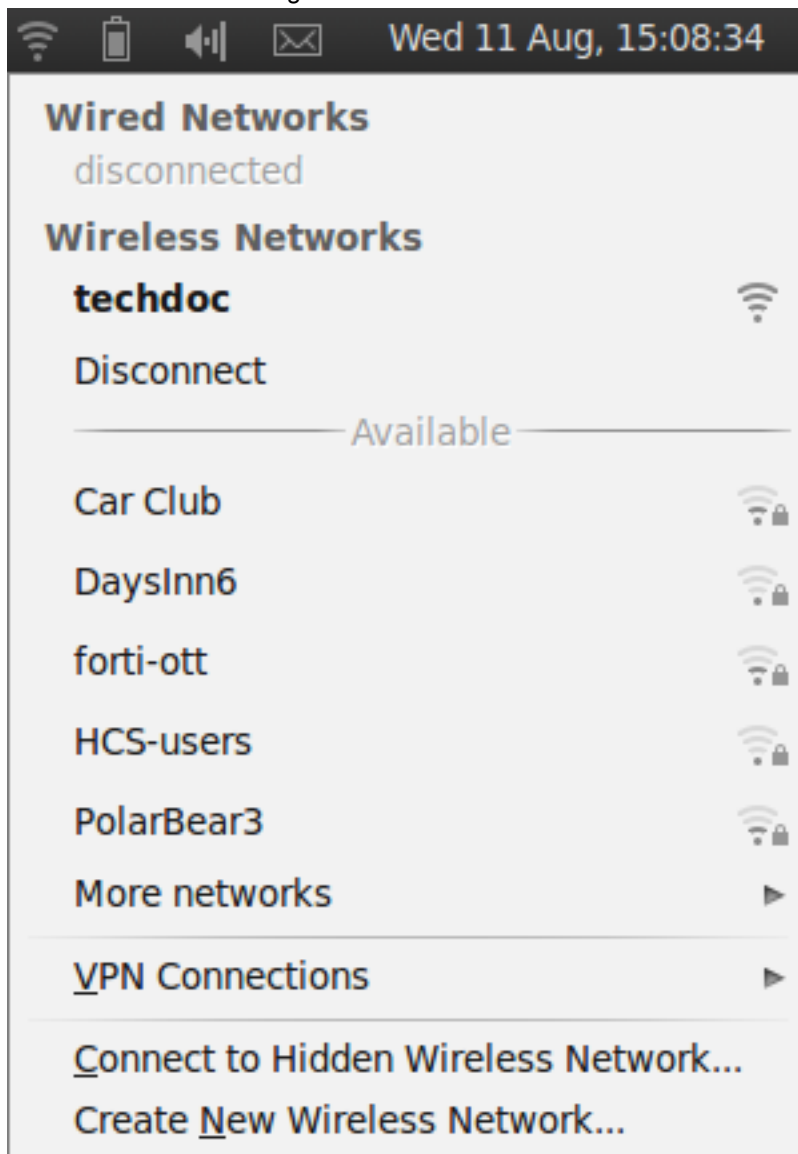 Wed 11 Aug, 15:08:34
Wired Networks
disconnected
Wireless Networks
techdoc
Disconnect
Available
Car Club
DaysInn6
forti-ott
HCS-users
PolarBear3
More networks
VPN Connections
Connect to Hidden Wireless Network...
Create New Wireless Network...